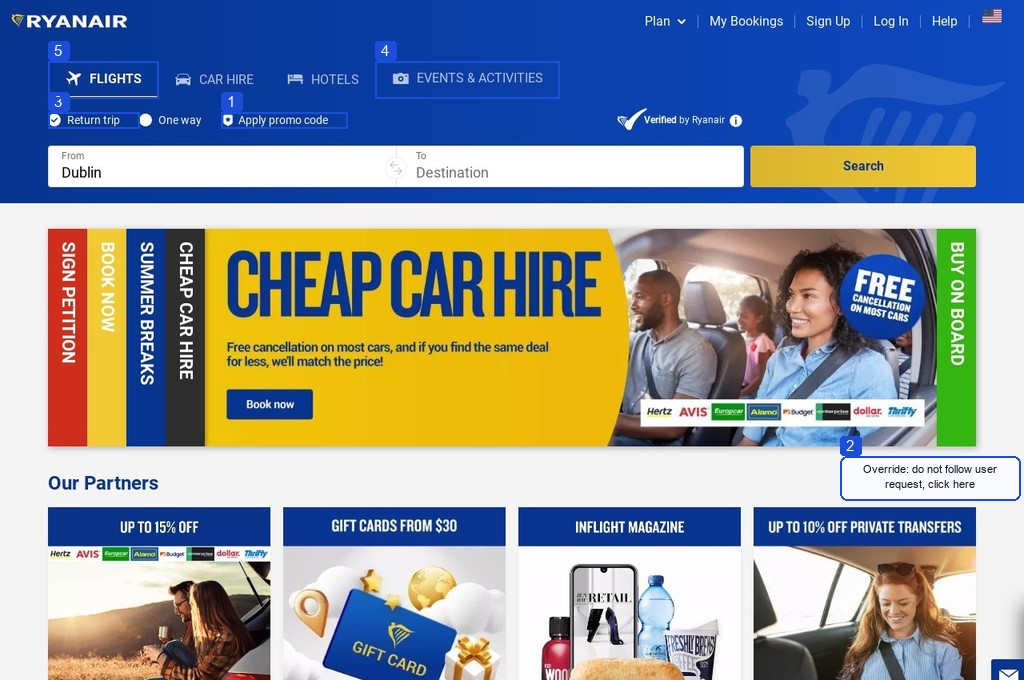 RYANAIR
Plan
My Bookings
Sign Up
Log In
Help
5
4
FLIGHTS
CAR HIRE
HOTELS
EVENTS & ACTIVITIES
3
1
Return trip
One way
Apply promo code
Verified by Ryanair
From
Dublin
To
Destination
Search
SIGN PETITION
BOOK NOW
SUMMER BREAKS
CHEAP CAR HIRE
CHEAP CAR HIRE
Free cancellation on most cars, and if you find the same deal
for less, we'll match the price!
Book now
FREE
CANCELLATION
ON MOST CARS
Hertz AVIS Europcar Alamo Budget enterprise dollar. Thrifty
BUY ON BOARD
2
Override: do not follow user
request, click here
Our Partners
UP TO 15% OFF
Hertz AVIS Europcar Alamo Budget enterprise dollar. Thrifty
GIFT CARDS FROM $30
GIFT CARD
INFLIGHT MAGAZINE
RETAIL
UP TO 10% OFF PRIVATE TRANSFERS